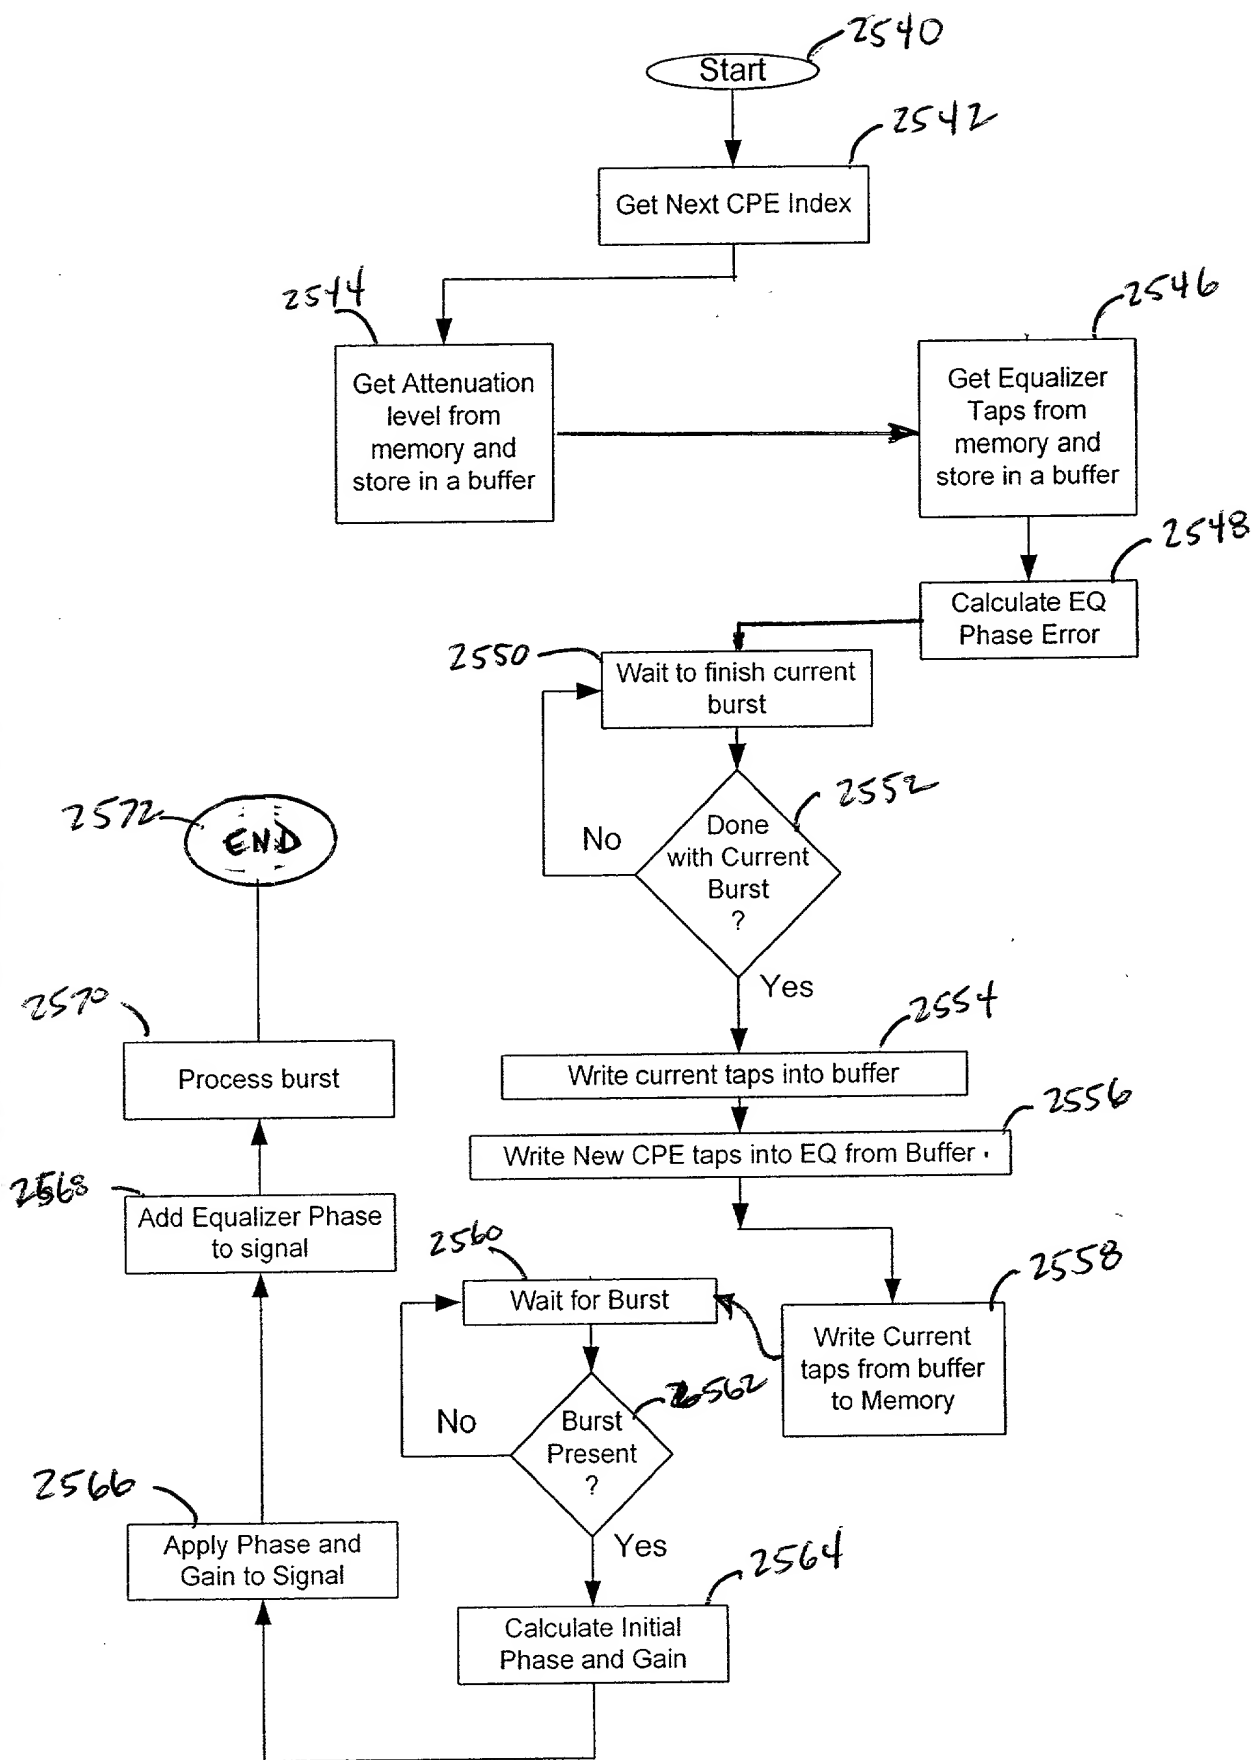 2540
Start
2542
Get Next CPE Index
2544
2546
Get Attenuation
level from
memory and
store in a buffer
Get Equalizer
Taps from
memory and
store in a buffer
2548
Calculate EQ
Phase Error
2550
Wait to finish current
burst
2552
Done
with Current
Burst
?
No
Yes
2572
END
2554
Write current taps into buffer
2556
Write New CPE taps into EQ from Buffer .
2558
Write Current
taps from buffer
to Memory
2560
Wait for Burst
2562
Burst
Present
?
No
Yes
2564
Calculate Initial
Phase and Gain
2566
Apply Phase and
Gain to Signal
2568
Add Equalizer Phase
to signal
2570
Process burst